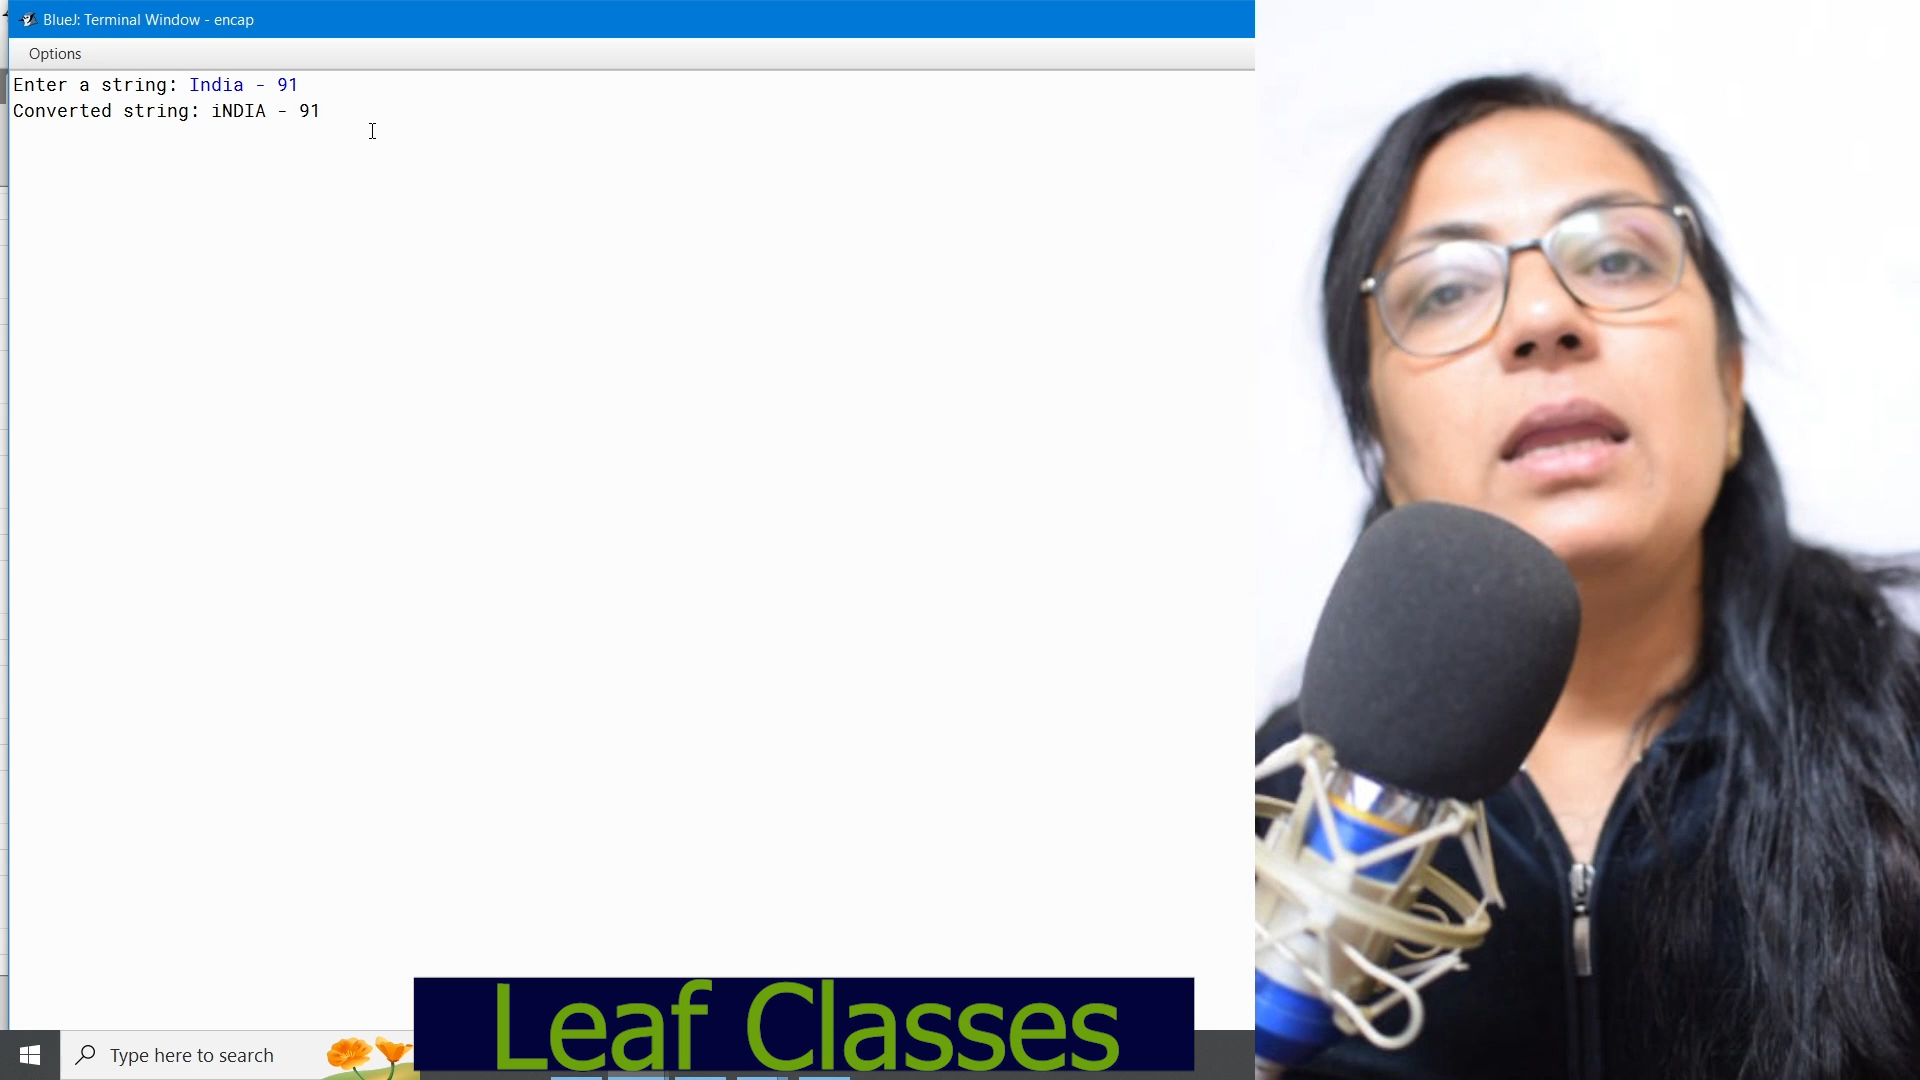 BlueJ: Terminal Window - encap
Options
Enter a string: India - 91
Converted string: iNDIA - 91
Leaf Classes
Type here to search